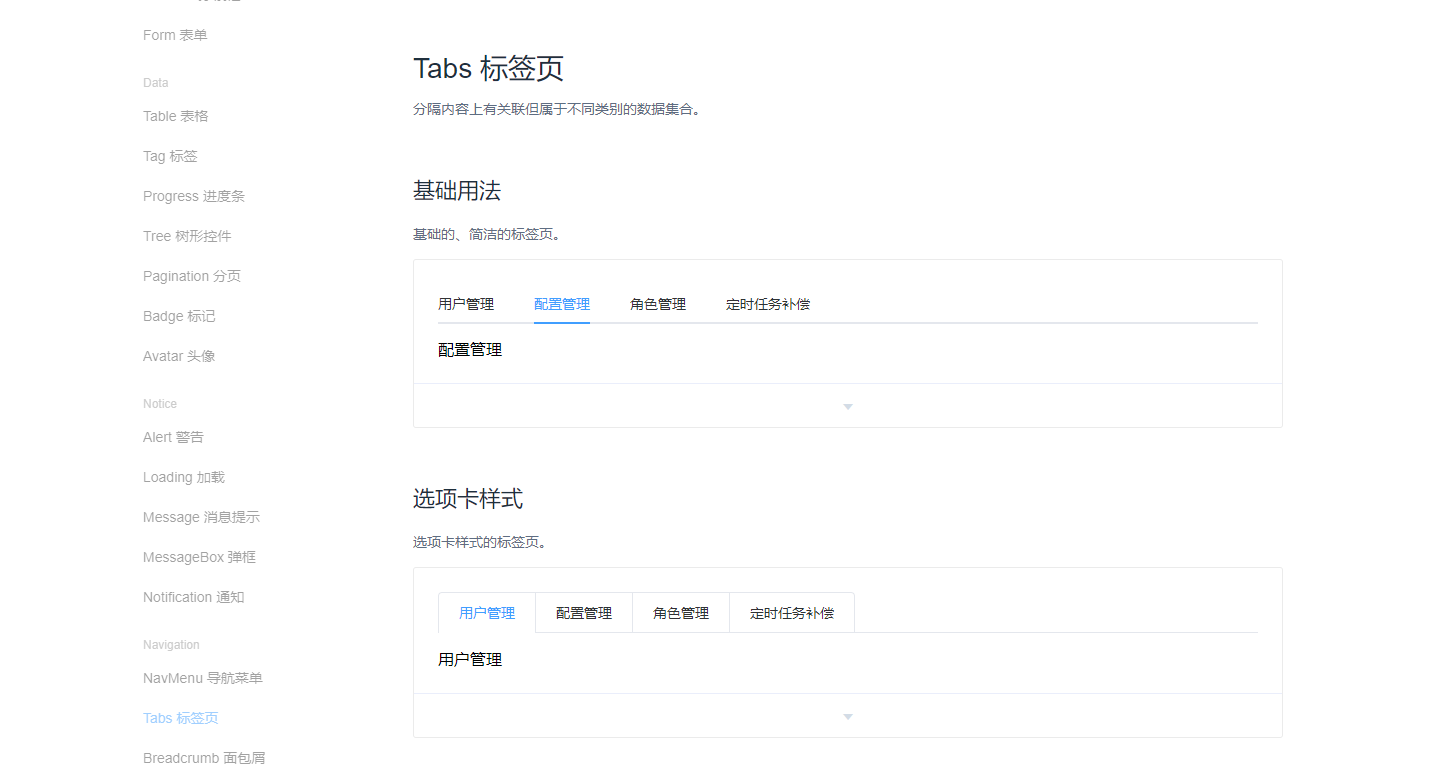 Form 表单
Data
Table 表格
Tag 标签
Progress 进度条
Tree 树形控件
Pagination 分页
Badge 标记
Avatar 头像
Notice
Alert 警告
Loading 加载
Message 消息提示
MessageBox 弹框
Notification 通知
Navigation
NavMenu 导航菜单
Tabs 标签页
Breadcrumb 面包屑
Tabs 标签页
分隔内容上有关联但属于不同类别的数据集合。
基础用法
基础的、简洁的标签页。
用户管理 配置管理 角色管理 定时任务补偿
配置管理
选项卡样式
选项卡样式的标签页。
用户管理 配置管理 角色管理 定时任务补偿
用户管理